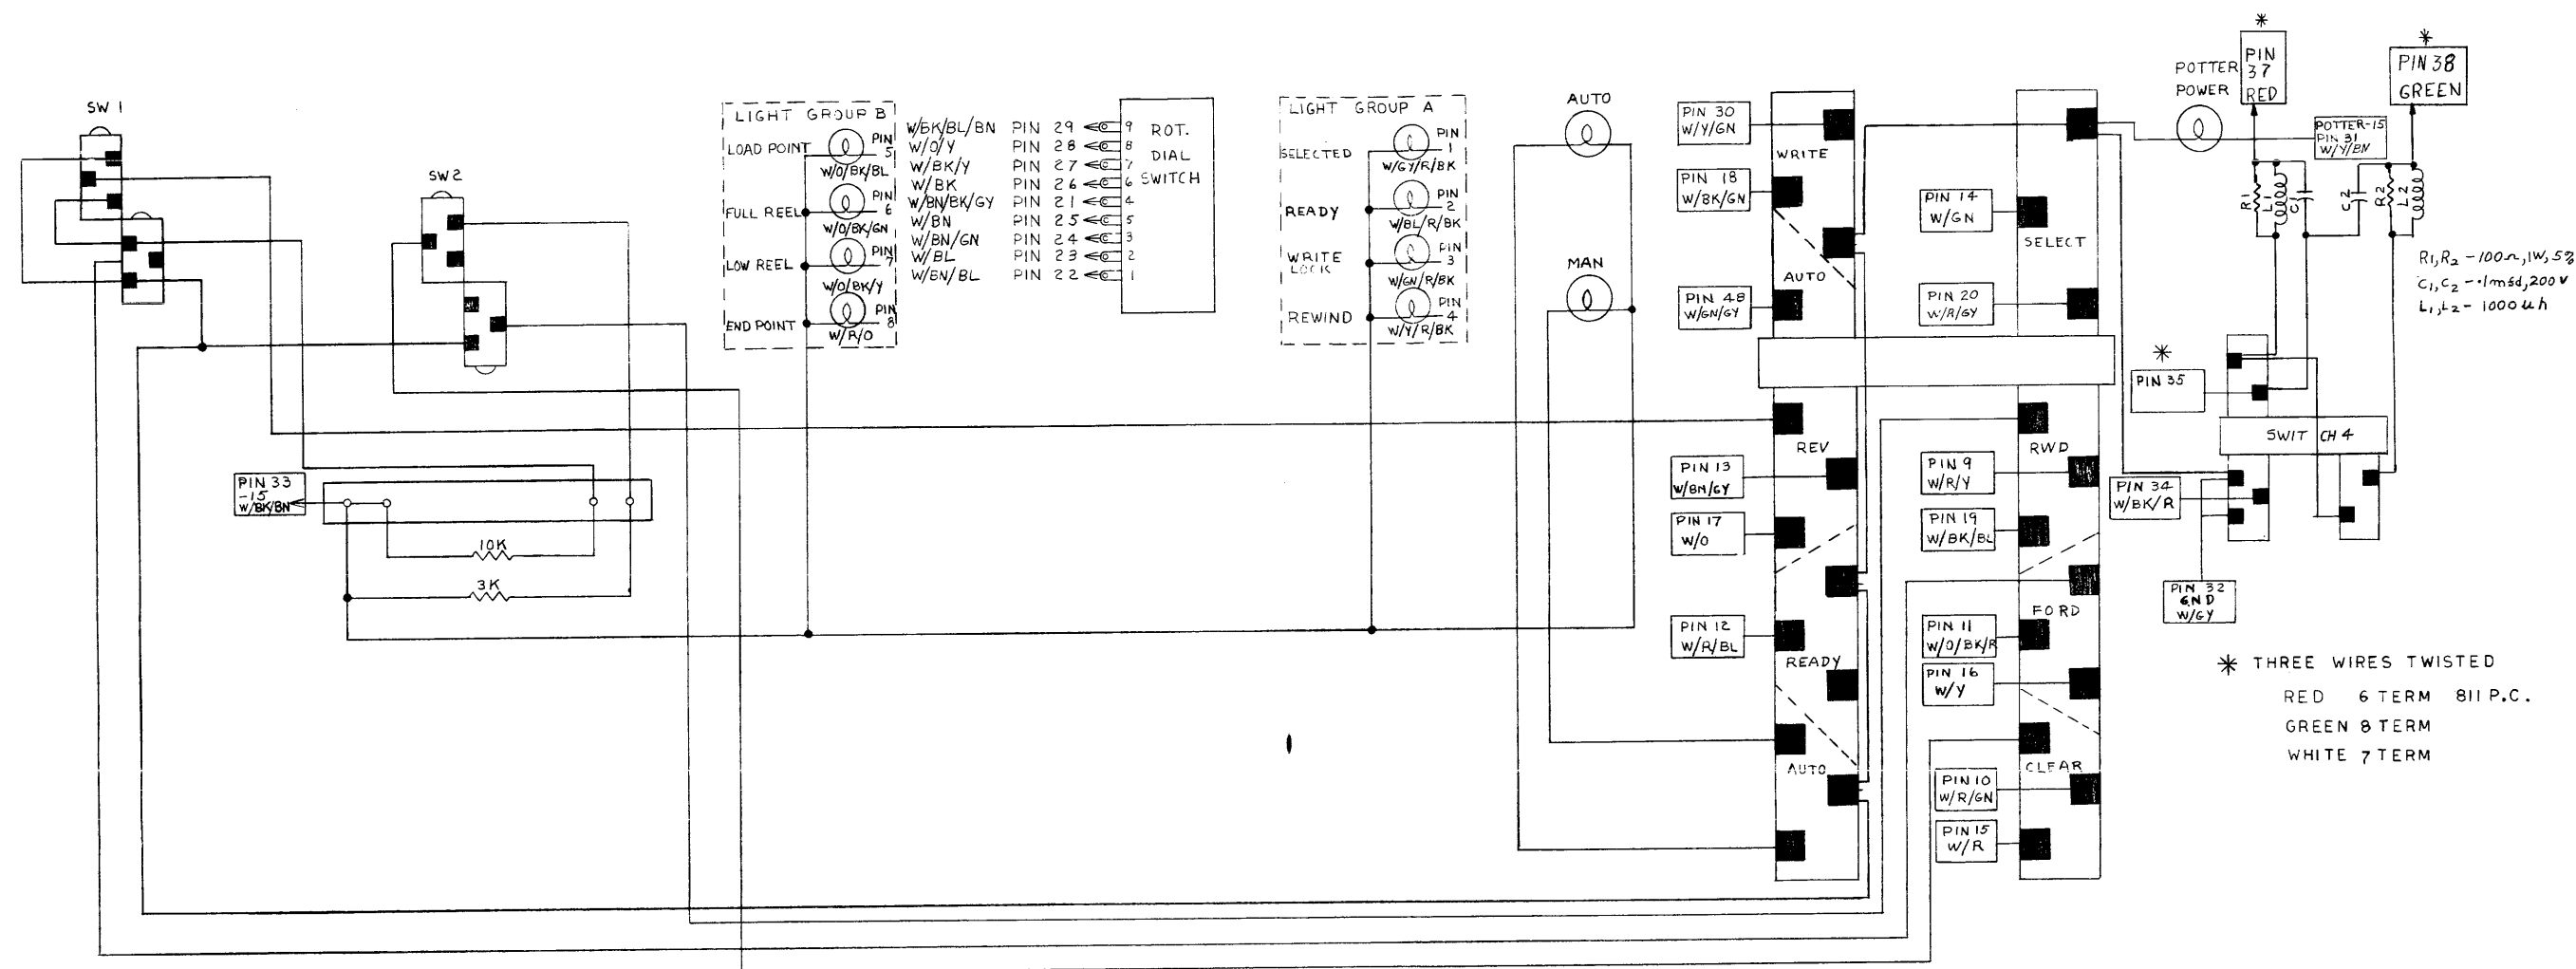 SW 1
SW2
PIN 33
-15
W/BK/BN
10K
3K
LIGHT GROUP B
LOAD POINT
PIN
5
W/O/BK/BL
FULL REEL
PIN
6
W/O/BK/GN
LOW REEL
PIN
7
W/O/BK/Y
END POINT
PIN
8
W/R/O
W/BK/BL/BN PIN 29 9
W/O/Y PIN 28 8
W/BK/Y PIN 27 7
W/BK PIN 26 6
W/BN/BK/GY PIN 21 4
W/BN PIN 25 5
W/BN/GN PIN 24 3
W/BL PIN 23 2
W/BN/BL PIN 22 1
ROT.
DIAL
SWITCH
LIGHT GROUP A
SELECTED
PIN
1
W/GY/R/BK
READY
PIN
2
W/BL/R/BK
WRITE
LOCK
PIN
3
W/GN/R/BK
REWIND
PIN
4
W/Y/R/BK
AUTO
MAN
PIN 30
W/Y/GN
WRITE
PIN 18
W/BK/GN
AUTO
PIN 48
W/GN/GY
REV
PIN 13
W/BN/GY
PIN 17
W/O
PIN 12
W/R/BL
READY
AUTO
PIN 14
W/GN
SELECT
PIN 20
W/R/GY
RWD
PIN 9
W/R/Y
PIN 19
W/BK/BL
FORD
PIN 11
W/O/BK/R
PIN 16
W/Y
CLEAR
PIN 10
W/R/GN
PIN 15
W/R
POTTER
POWER
*
PIN
37
RED
*
PIN 38
GREEN
POTTER-15
PIN 31
W/Y/BN
R1
L1
C1
C2
R2
L2
R1,R2 - 100Ω,1W,5%
C1,C2 - .1mfd,200V
L1,L2 - 1000uh
*
PIN 35
SWITCH 4
PIN 34
W/BK/R
PIN 32
GND
W/GY
* THREE WIRES TWISTED
RED 6 TERM 811 P.C.
GREEN 8 TERM
WHITE 7 TERM